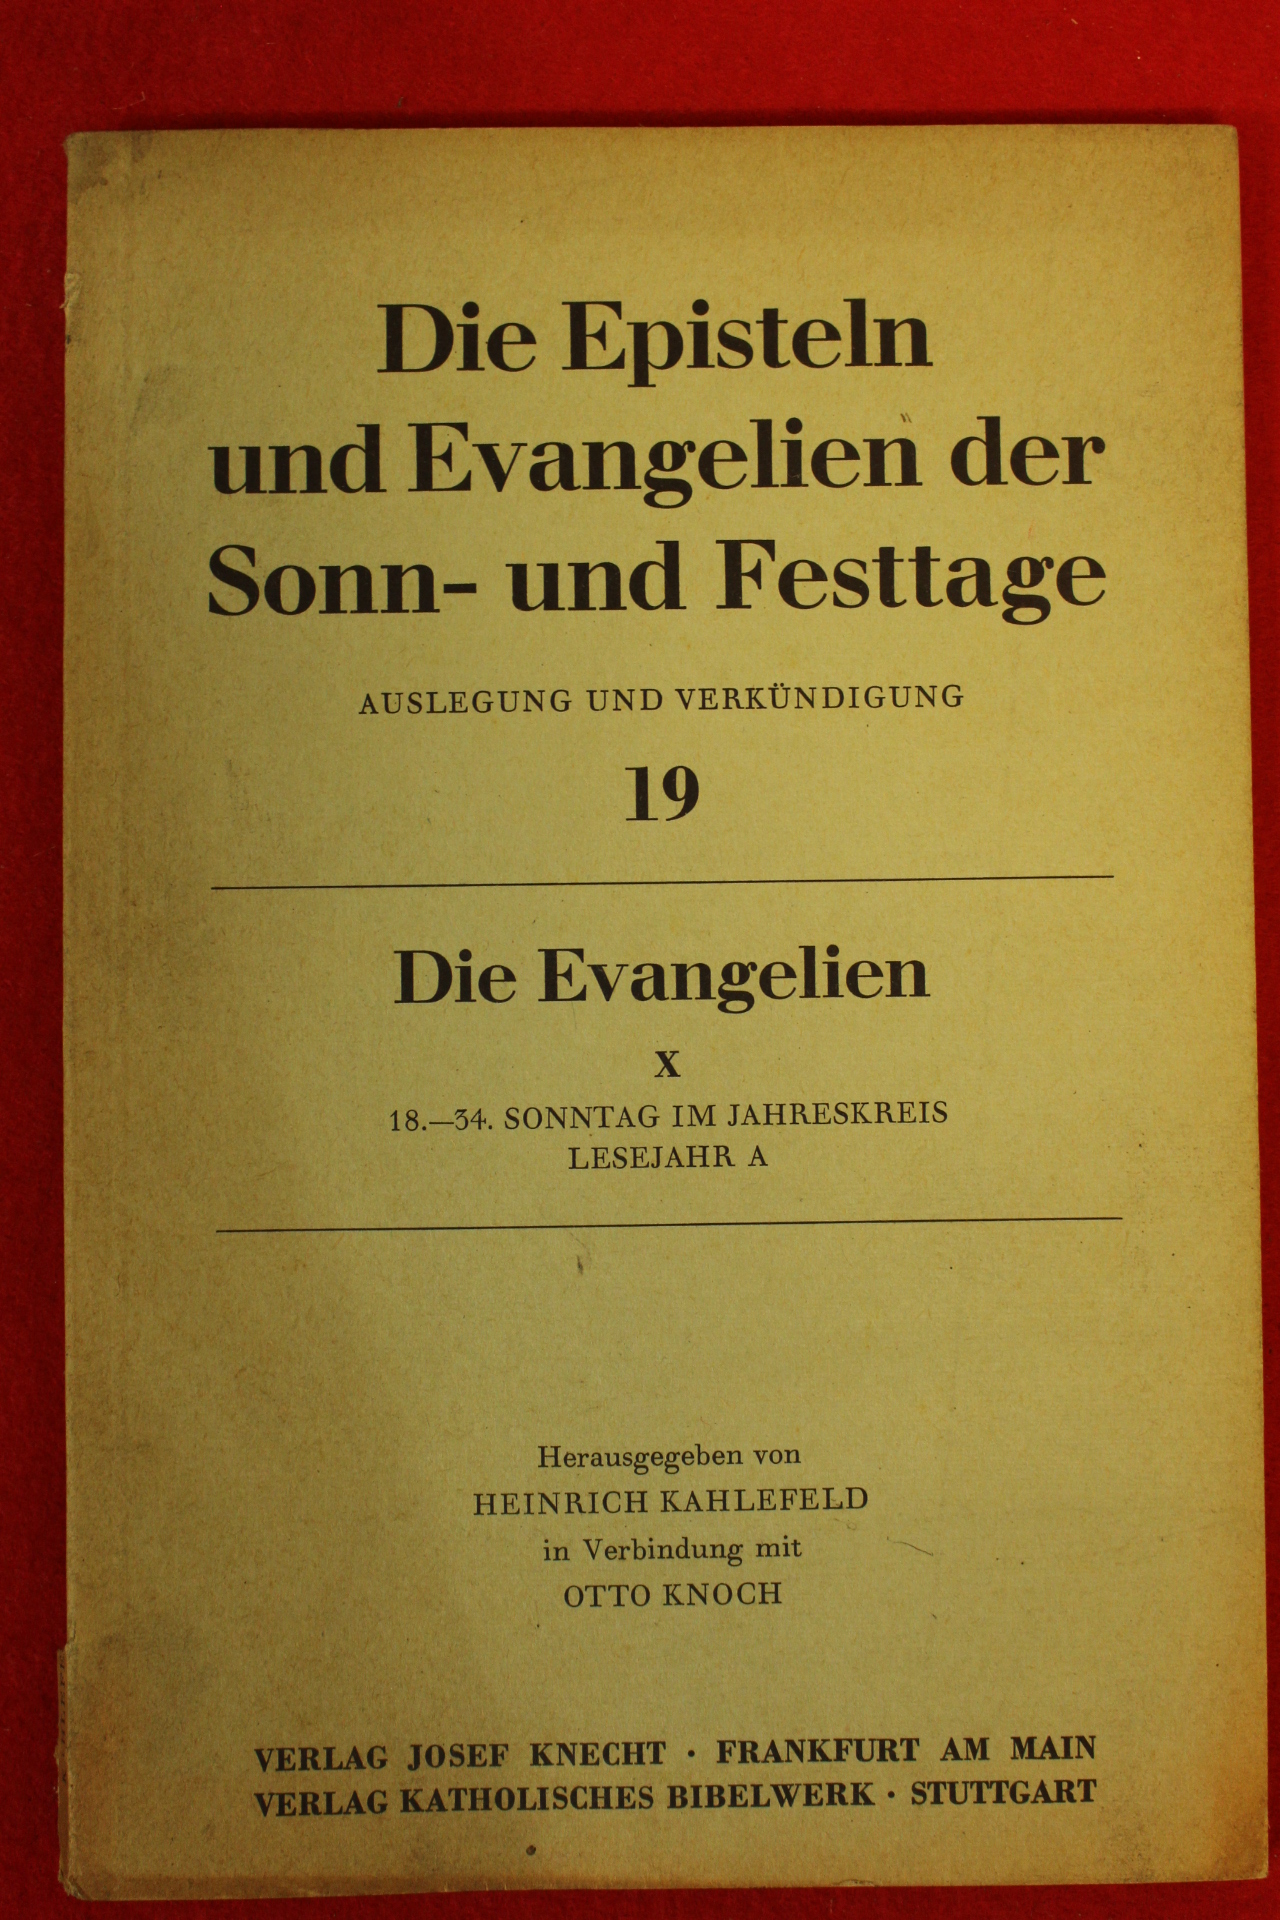 Die Episteln
und Evangelien der
Sonn- und Festtage
AUSLEGUNG UND VERKÜNDIGUNG
19
Die Evangelien
X
18.—34. SONNTAG IM JAHRESKREIS
LESEJAHR A
Herausgegeben von
HEINRICH KAHLEFELD
in Verbindung mit
OTTO KNOCH
VERLAG JOSEF KNECHT · FRANKFURT AM MAIN
VERLAG KATHOLISCHES BIBELWERK · STUTTGART